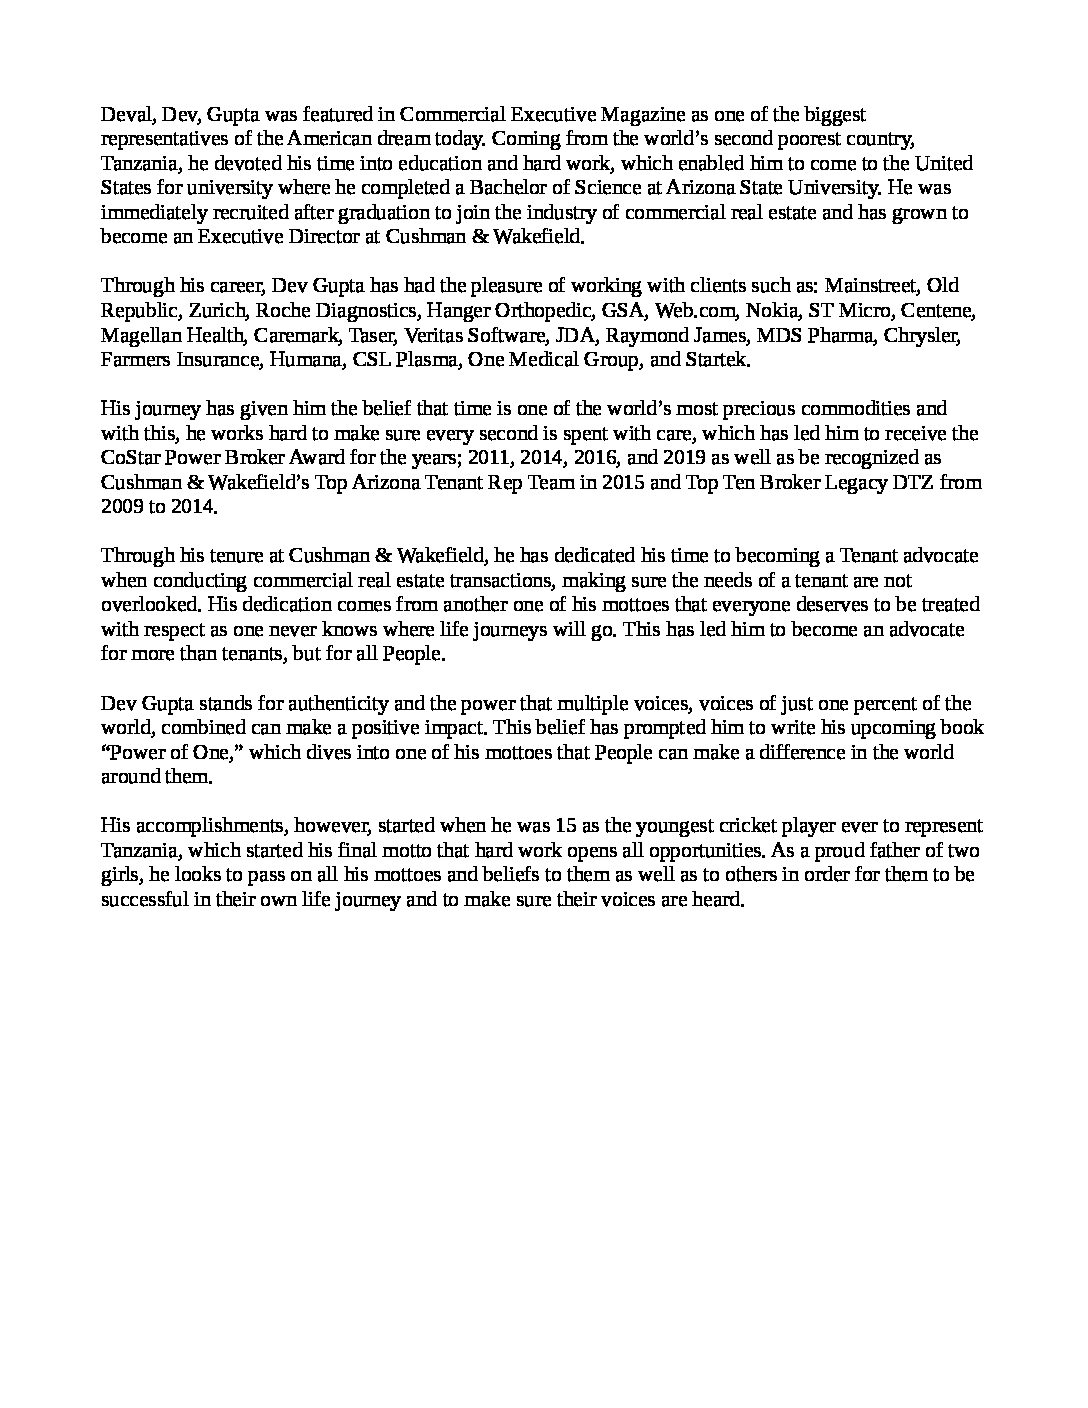 Deval, Dev, Gupta was featured in Commercial Executive Magazine as one of the biggest
representatives of the American dream today. Coming from the world’s second poorest country,
Tanzania, he devoted his time into education and hard work, which enabled him to come to the United
States for university where he completed a Bachelor of Science at Arizona State University. He was
immediately recruited after graduation to join the industry of commercial real estate and has grown to
become an Executive Director at Cushman & Wakefield.
Through his career, Dev Gupta has had the pleasure of working with clients such as: Mainstreet, Old
Republic, Zurich, Roche Diagnostics, Hanger Orthopedic, GSA, Web.com, Nokia, ST Micro, Centene,
Magellan Health, Caremark, Taser, Veritas Software, JDA, Raymond James, MDS Pharma, Chrysler,
Farmers Insurance, Humana, CSL Plasma, One Medical Group, and Startek.
His journey has given him the belief that time is one of the world’s most precious commodities and
with this, he works hard to make sure every second is spent with care, which has led him to receive the
CoStar Power Broker Award for the years; 2011, 2014, 2016, and 2019 as well as be recognized as
Cushman & Wakefield’s Top Arizona Tenant Rep Team in 2015 and Top Ten Broker Legacy DTZ from
2009 to 2014.
Through his tenure at Cushman & Wakefield, he has dedicated his time to becoming a Tenant advocate
when conducting commercial real estate transactions, making sure the needs of a tenant are not
overlooked. His dedication comes from another one of his mottoes that everyone deserves to be treated
with respect as one never knows where life journeys will go. This has led him to become an advocate
for more than tenants, but for all People.
Dev Gupta stands for authenticity and the power that multiple voices, voices of just one percent of the
world, combined can make a positive impact. This belief has prompted him to write his upcoming book
“Power of One,” which dives into one of his mottoes that People can make a difference in the world
around them.
His accomplishments, however, started when he was 15 as the youngest cricket player ever to represent
Tanzania, which started his final motto that hard work opens all opportunities. As a proud father of two
girls, he looks to pass on all his mottoes and beliefs to them as well as to others in order for them to be
successful in their own life journey and to make sure their voices are heard.